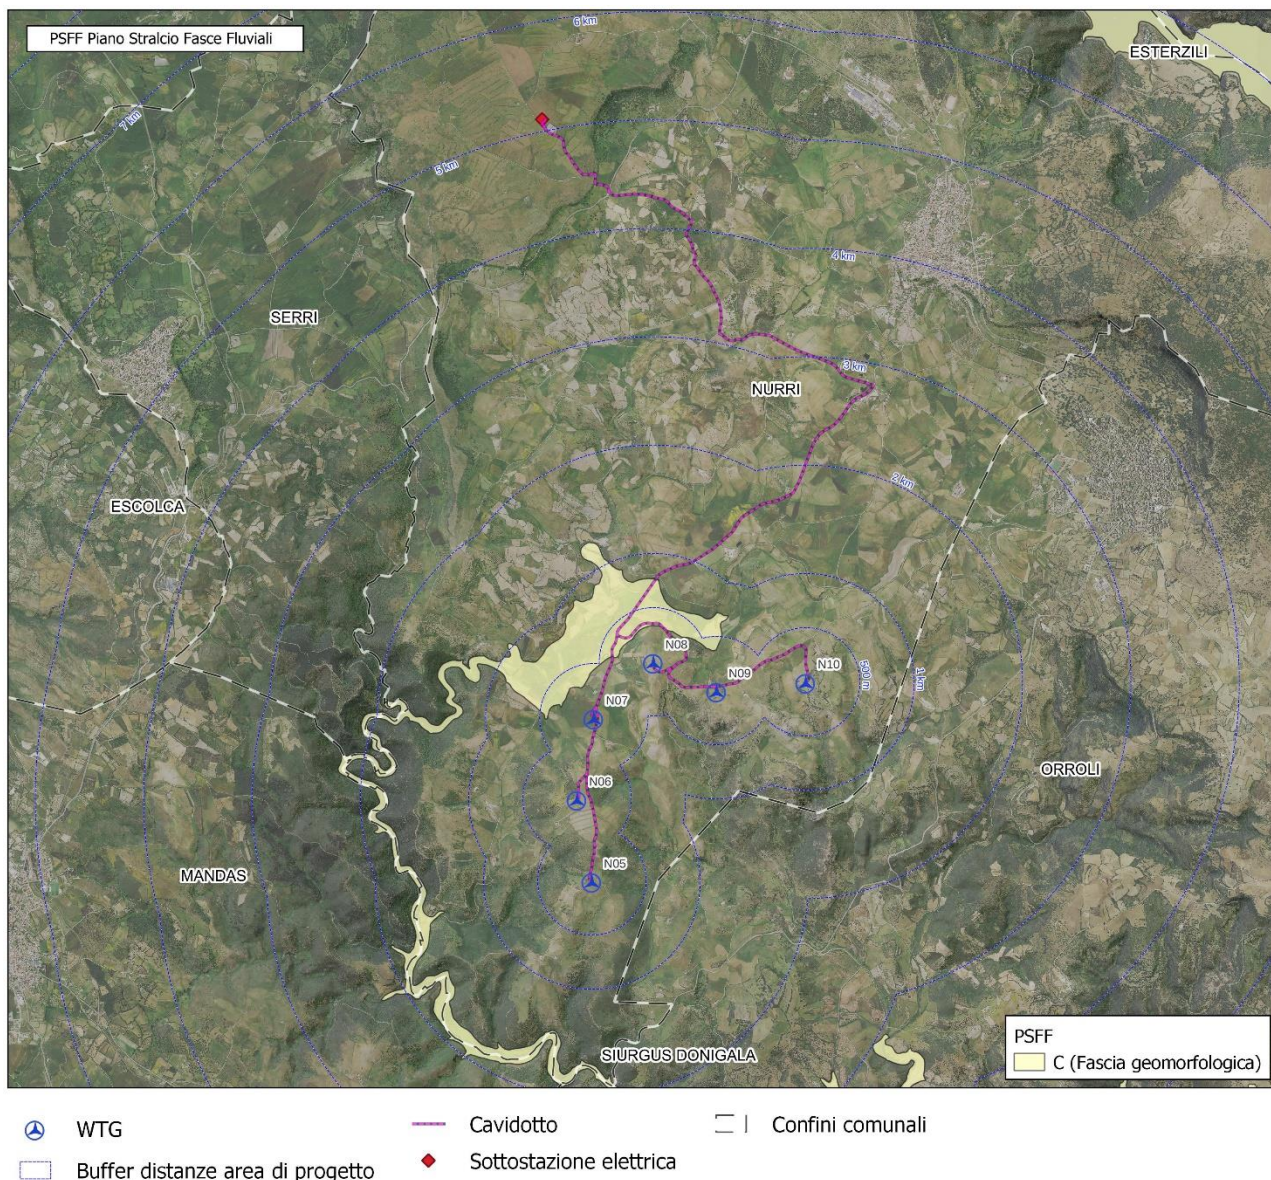 PSFF Piano Stralcio Fasce Fluviali
6 km
ESTERZILI
7 km
5 km
4 km
SERRI
3 km
NURRI
2 km
ESCOLCA
N08
N09
N10
500 m
1 km
N07
ORROLI
N06
N05
MANDAS
SIURGUS DONIGALA
PSFF
C (Fascia geomorfologica)
WTG
Cavidotto
Confini comunali
Buffer distanze area di progetto
Sottostazione elettrica